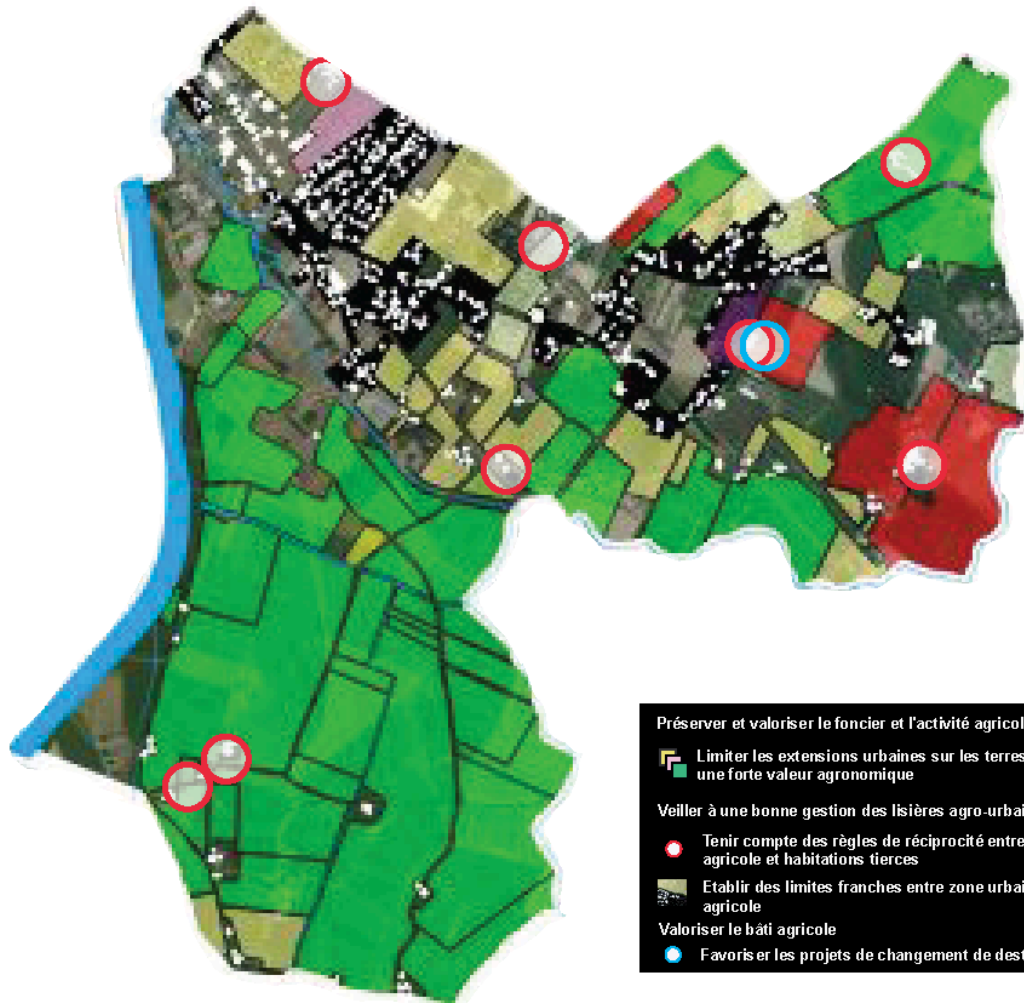 Préserver et valoriser le foncier et l'activité agricol
Limiter les extensions urbaines sur les terres
une forte valeur agronomique
Veiller à une bonne gestion des lisières agro-urbai
Tenir compte des règles de réciprocité entre
agricole et habitations tierces
Etablir des limites franches entre zone urbai
agricole
Valoriser le bâti agricole
Favoriser les projets de changement de dest